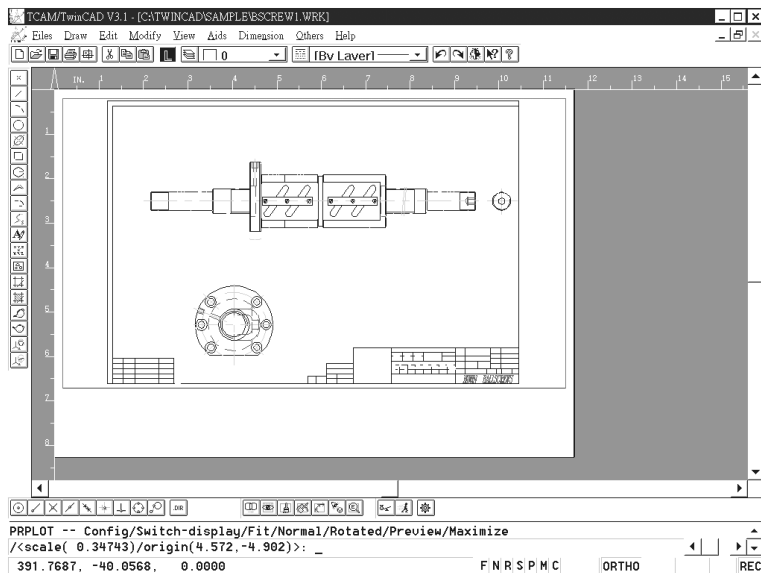 TCAM/TwinCAD V3.1 - [C:\TWINCAD\SAMPLE\BSCREW1.WRK]
Files Draw Edit Modify View Aids Dimension Others Help
L 0 [By Layer]
IN. 1 2 3 4 5 6 7 8 9 10 11 12 13 14 15
1
2
3
4
5
6
7
8
DIR
PRPLOT -- Config/Switch-display/Fit/Normal/Rotated/Preview/Maximize
/<scale( 0.34743)/origin(4.572,-4.902)>: _
391.7687, -40.0568, 0.0000 F N R S P M C ORTHO REC